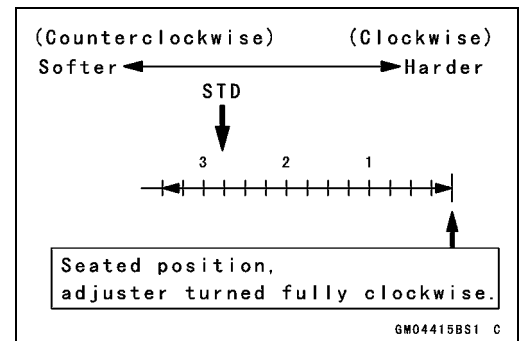 (Counterclockwise) (Clockwise)
Softer Harder
STD
3 2 1
Seated position,
adjuster turned fully clockwise.
GM04415BS1 C